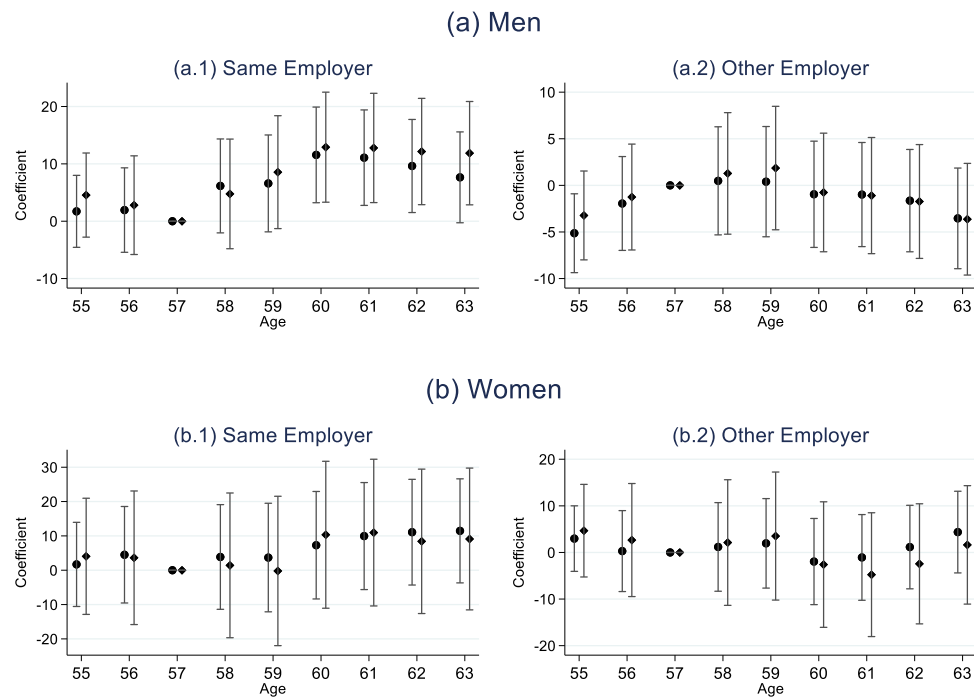 (a) Men
(a.1) Same Employer
Coefficient
20
10
0
-10
55 56 57 58 59 60 61 62 63
Age
(a.2) Other Employer
Coefficient
10
5
0
-5
-10
55 56 57 58 59 60 61 62 63
Age
(b) Women
(b.1) Same Employer
Coefficient
30
20
10
0
-10
-20
55 56 57 58 59 60 61 62 63
Age
(b.2) Other Employer
Coefficient
20
10
0
-10
-20
55 56 57 58 59 60 61 62 63
Age